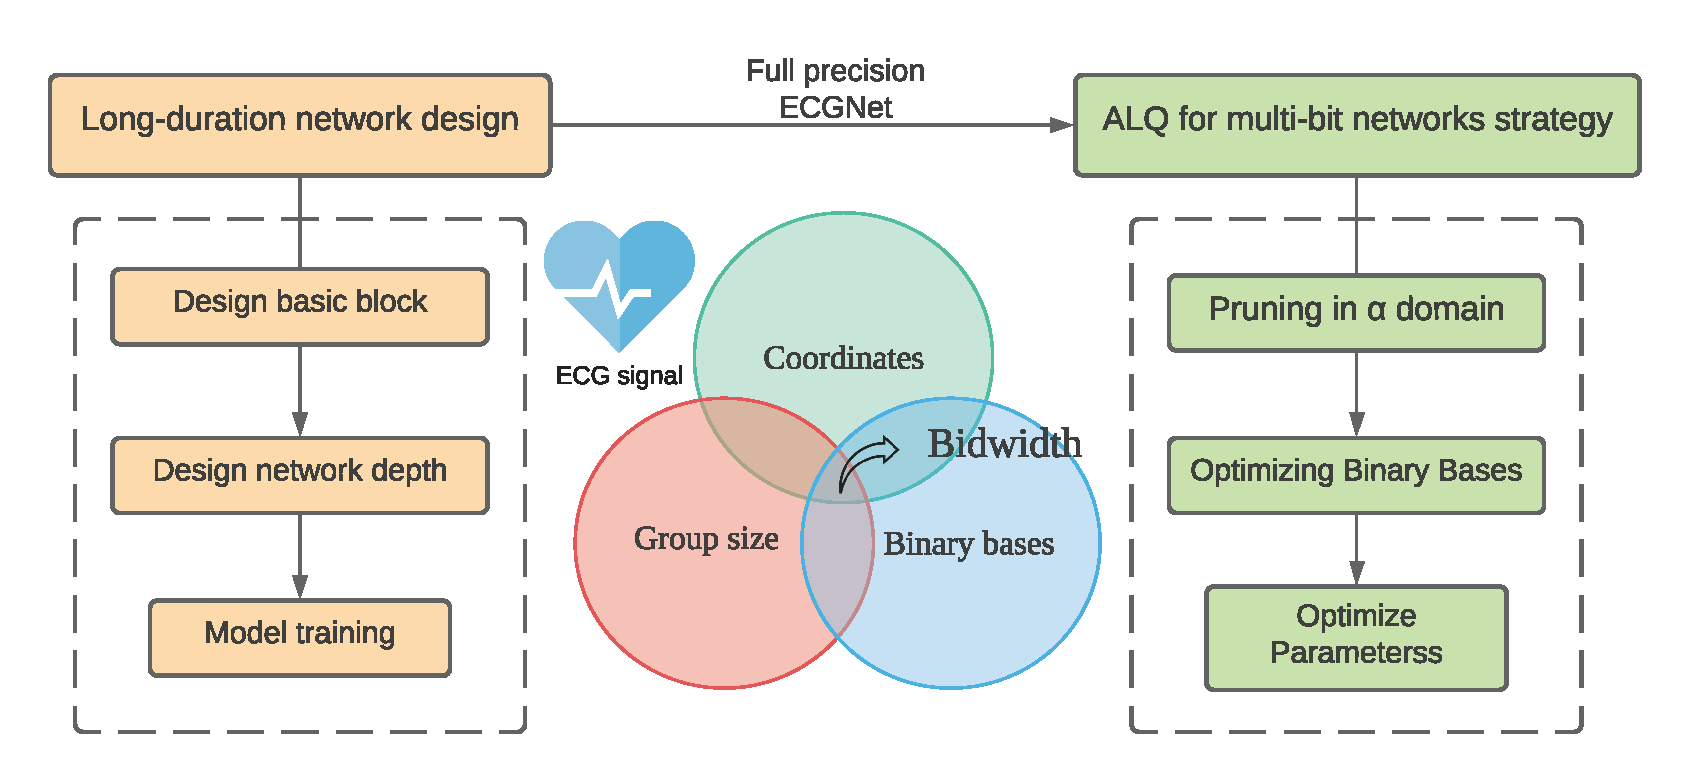 Full precision
ECGNet
Long-duration network design
ALQ for multi-bit networks strategy
Design basic block
Design network depth
Model training
ECG signal
Coordinates
Bidwidth
Group size
Binary bases
Pruning in α domain
Optimizing Binary Bases
Optimize
Parameterss